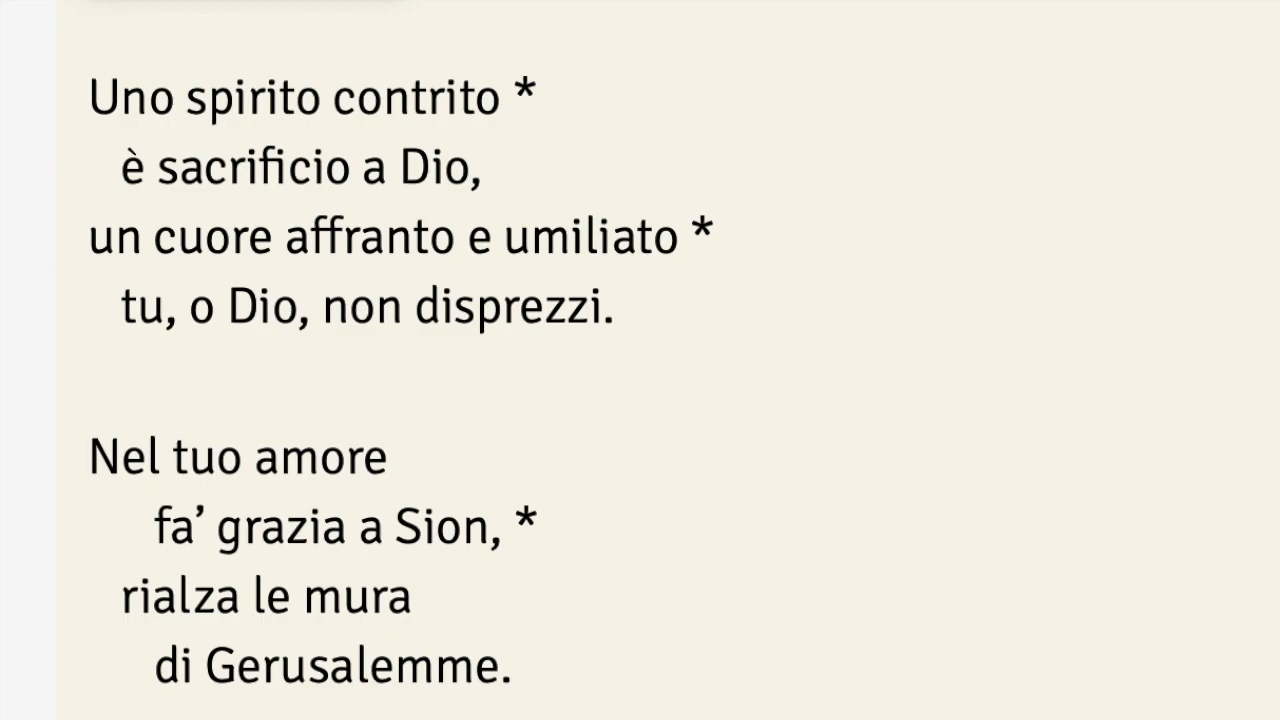 Uno spirito contrito *
è sacrificio a Dio,
un cuore affranto e umiliato *
tu, o Dio, non disprezzi.
Nel tuo amore
fa’ grazia a Sion, *
rialza le mura
di Gerusalemme.